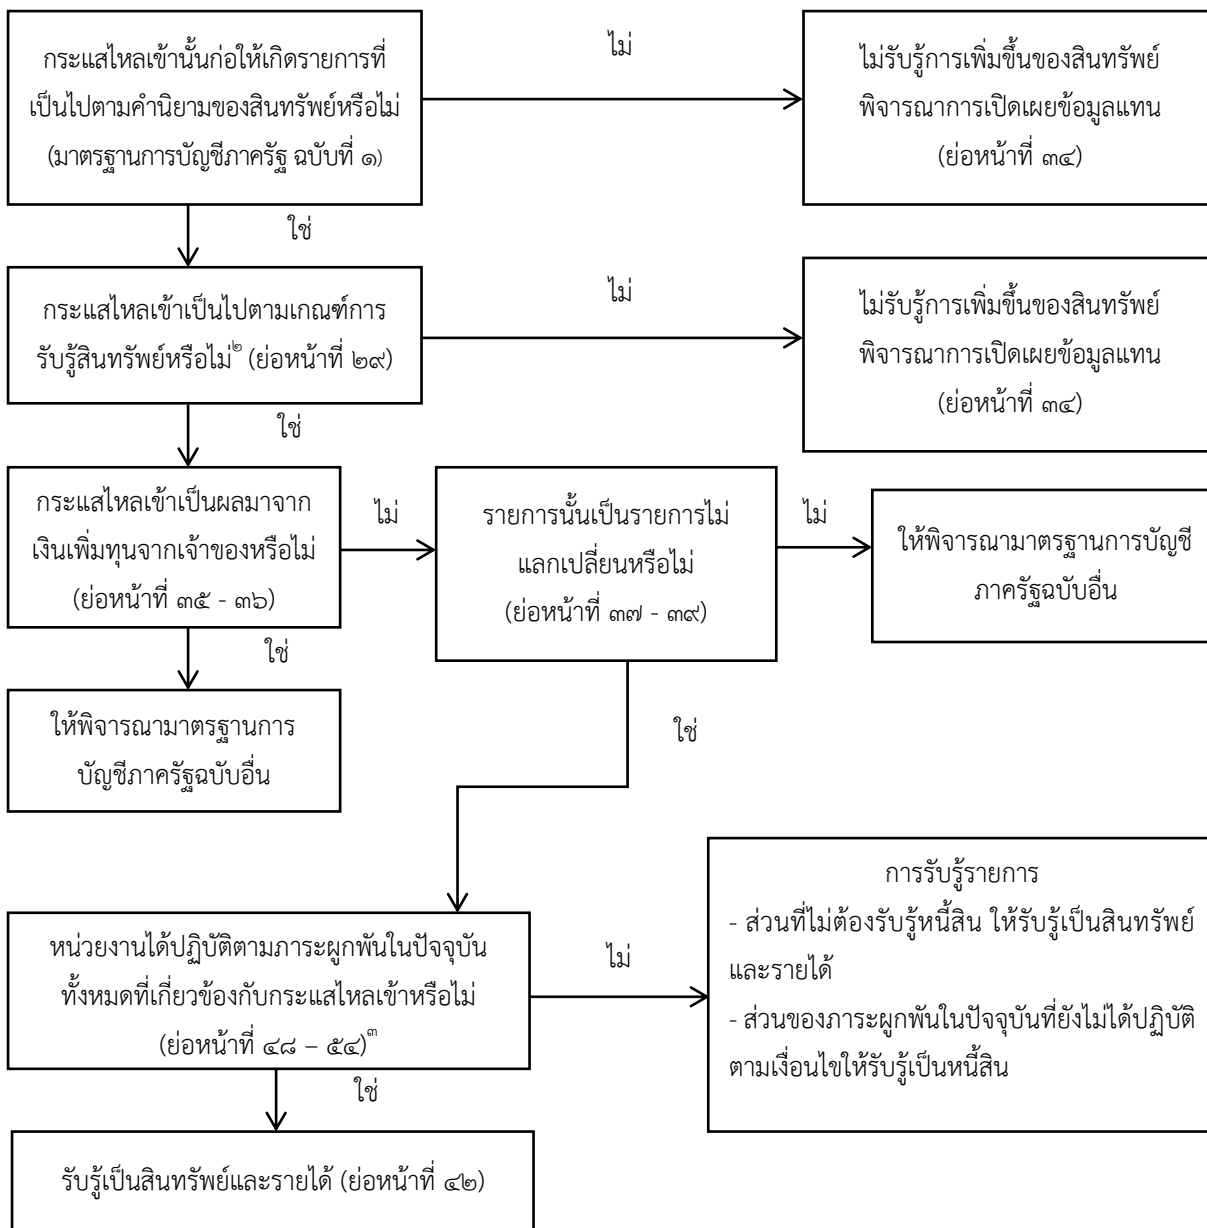 กระแสไหลเข้านั้นก่อให้เกิดรายการที่
เป็นไปตามคำนิยามของสินทรัพย์หรือไม่
(มาตรฐานการบัญชีภาครัฐ ฉบับที่ ๑)
ไม่
ไม่รับรู้การเพิ่มขึ้นของสินทรัพย์
พิจารณาการเปิดเผยข้อมูลแทน
(ย่อหน้าที่ ๓๔)
ใช่
กระแสไหลเข้าเป็นไปตามเกณฑ์การ
รับรู้สินทรัพย์หรือไม่๒ (ย่อหน้าที่ ๒๙)
ไม่
ไม่รับรู้การเพิ่มขึ้นของสินทรัพย์
พิจารณาการเปิดเผยข้อมูลแทน
(ย่อหน้าที่ ๓๔)
ใช่
กระแสไหลเข้าเป็นผลมาจาก
เงินเพิ่มทุนจากเจ้าของหรือไม่
(ย่อหน้าที่ ๓๕ - ๓๖)
ไม่
รายการนั้นเป็นรายการไม่
แลกเปลี่ยนหรือไม่
(ย่อหน้าที่ ๓๗ - ๓๙)
ไม่
ให้พิจารณามาตรฐานการบัญชี
ภาครัฐฉบับอื่น
ใช่
ให้พิจารณามาตรฐานการ
บัญชีภาครัฐฉบับอื่น
ใช่
หน่วยงานได้ปฏิบัติตามภาระผูกพันในปัจจุบัน
ทั้งหมดที่เกี่ยวข้องกับกระแสไหลเข้าหรือไม่
(ย่อหน้าที่ ๔๘ – ๕๔)๓
ไม่
การรับรู้รายการ
- ส่วนที่ไม่ต้องรับรู้หนี้สิน ให้รับรู้เป็นสินทรัพย์
และรายได้
- ส่วนของภาระผูกพันในปัจจุบันที่ยังไม่ได้ปฏิบัติ
ตามเงื่อนไขให้รับรู้เป็นหนี้สิน
ใช่
รับรู้เป็นสินทรัพย์และรายได้ (ย่อหน้าที่ ๔๒)